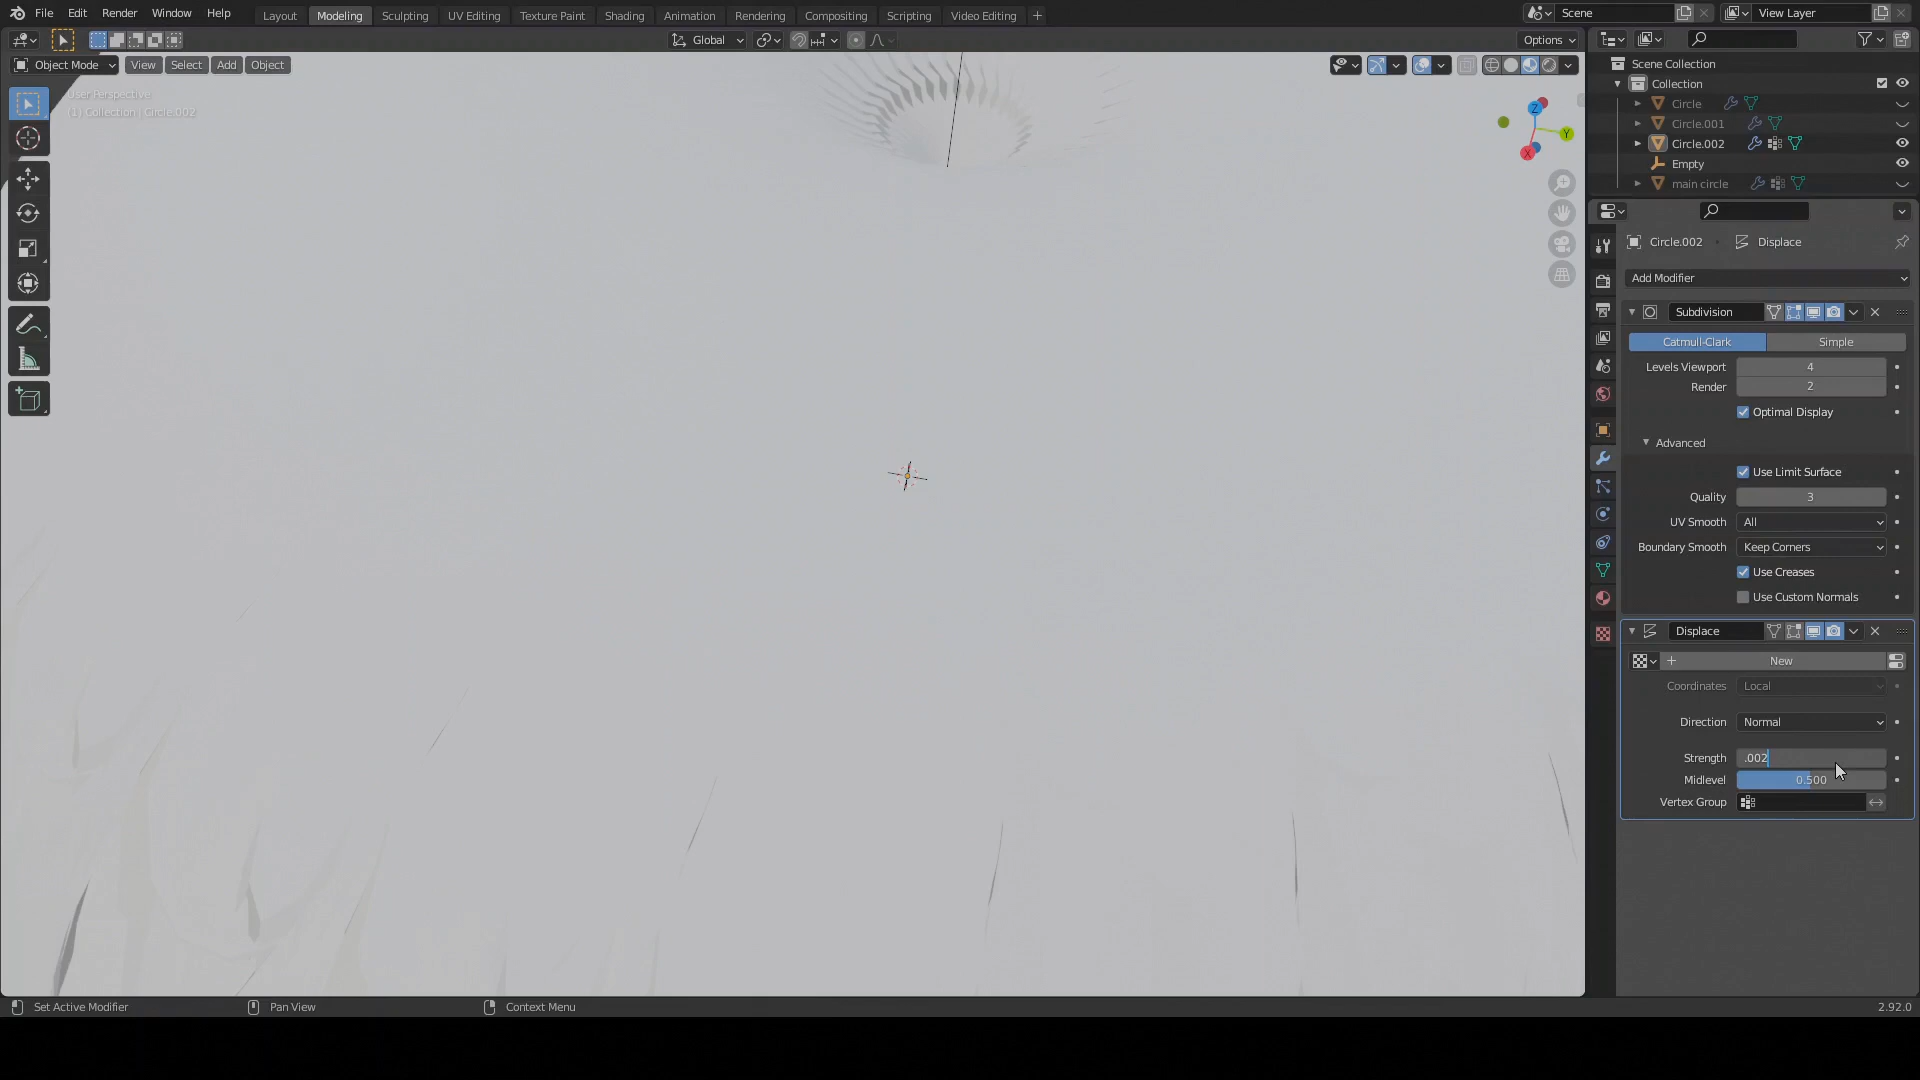 File Edit Render Window Help Layout Modeling Sculpting UV Editing Texture Paint Shading Animation Rendering Compositing Scripting Video Editing + Scene View Layer
Global Options
Object Mode View Select Add Object
User Perspective
(1) Collection | Circle.002
Z
Y
X
Scene Collection
Collection
Circle
Circle.001
Circle.002
Empty
main circle
Circle.002 Displace
Add Modifier
Subdivision
Catmull-Clark Simple
Levels Viewport 4
Render 2
Optimal Display
Advanced
Use Limit Surface
Quality 3
UV Smooth All
Boundary Smooth Keep Corners
Use Creases
Use Custom Normals
Displace
+ New
Coordinates Local
Direction Normal
Strength .002
Midlevel 0.500
Vertex Group
Set Active Modifier Pan View Context Menu 2.92.0